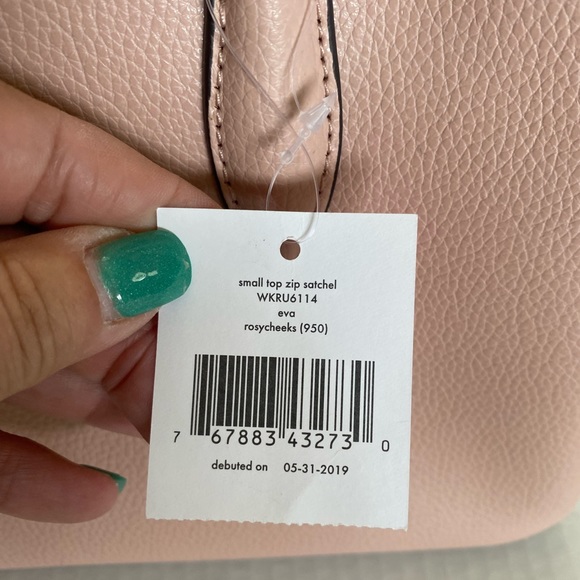 small top zip satchel
WKRU6114
eva
rosycheeks (950)
7 67883 43273 0
debuted on 05-31-2019